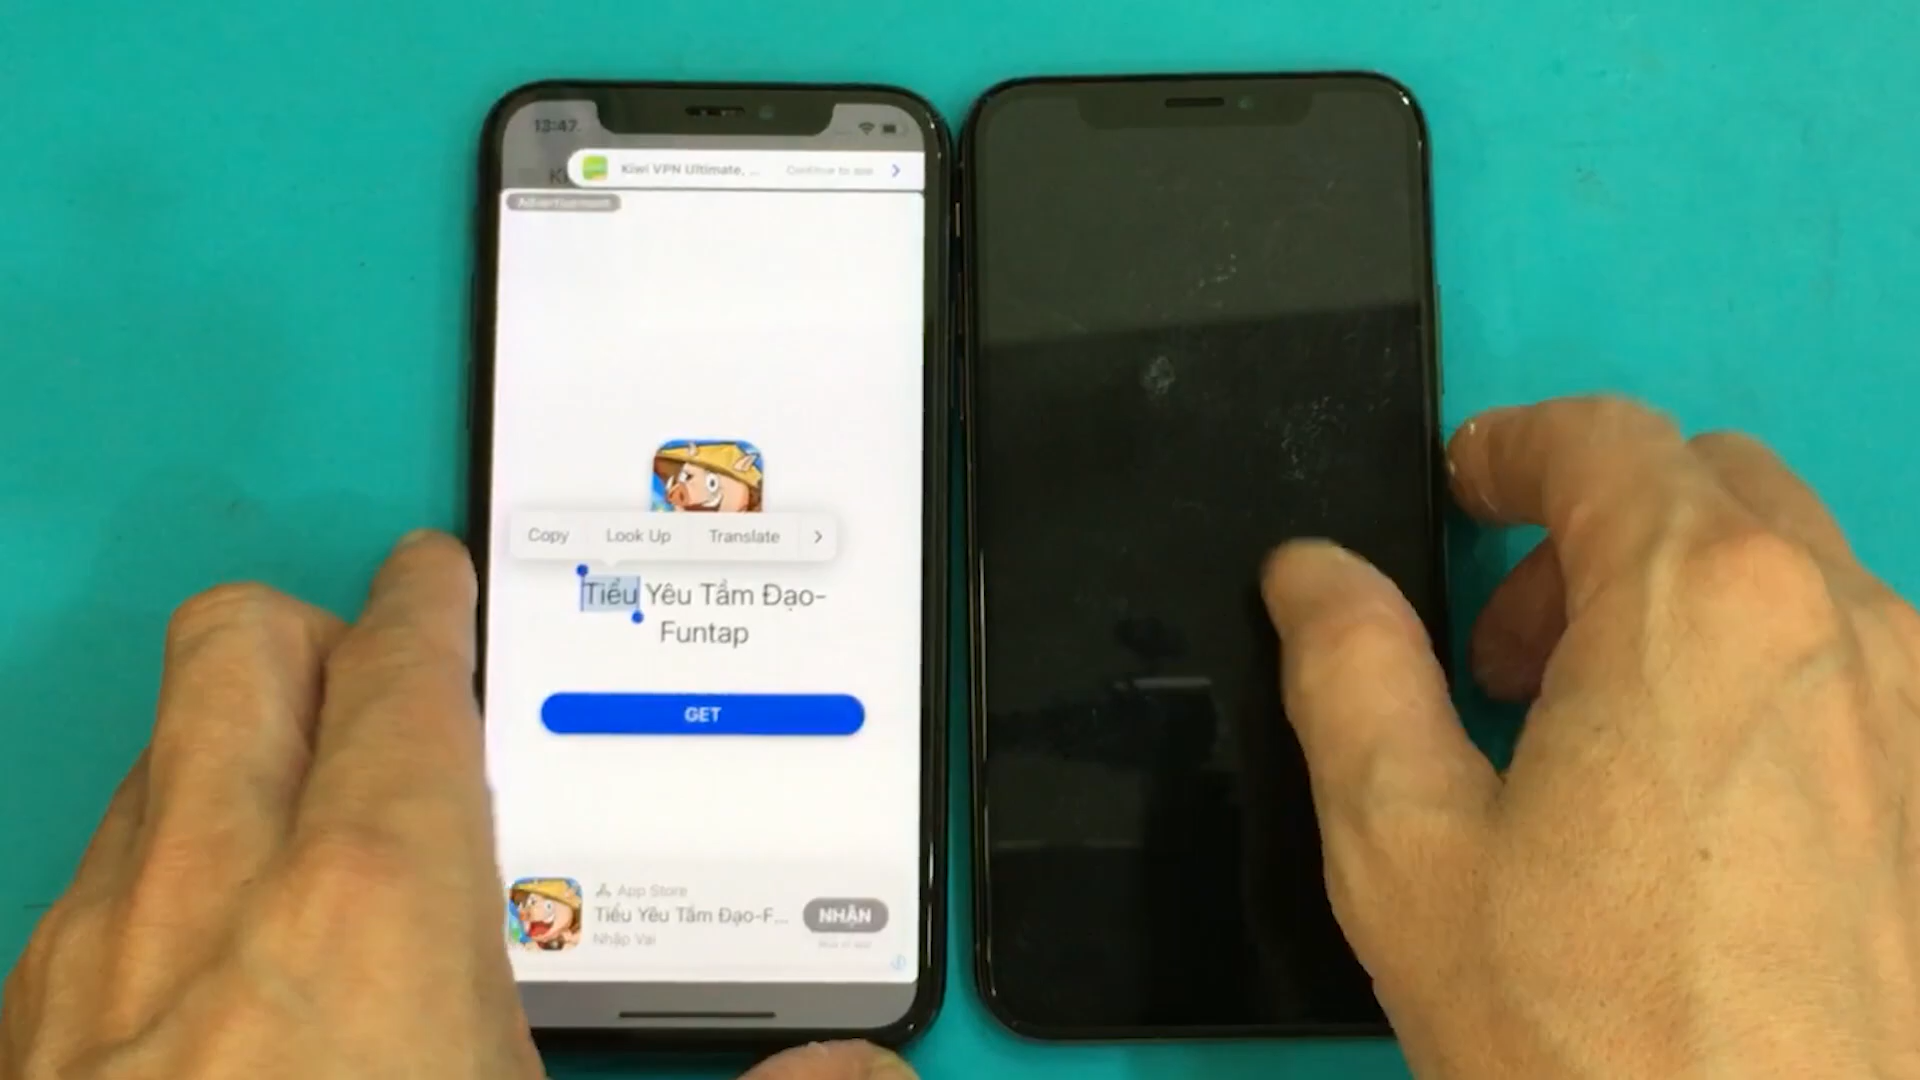 13:47
Kiwi VPN Ultimate, ...
Continue to app
Advertisement
Copy
Look Up
Translate
Tiểu Yêu Tầm Đạo-
Funtap
GET
App Store
Tiểu Yêu Tầm Đạo-F...
NHẬN
Nhập Vai